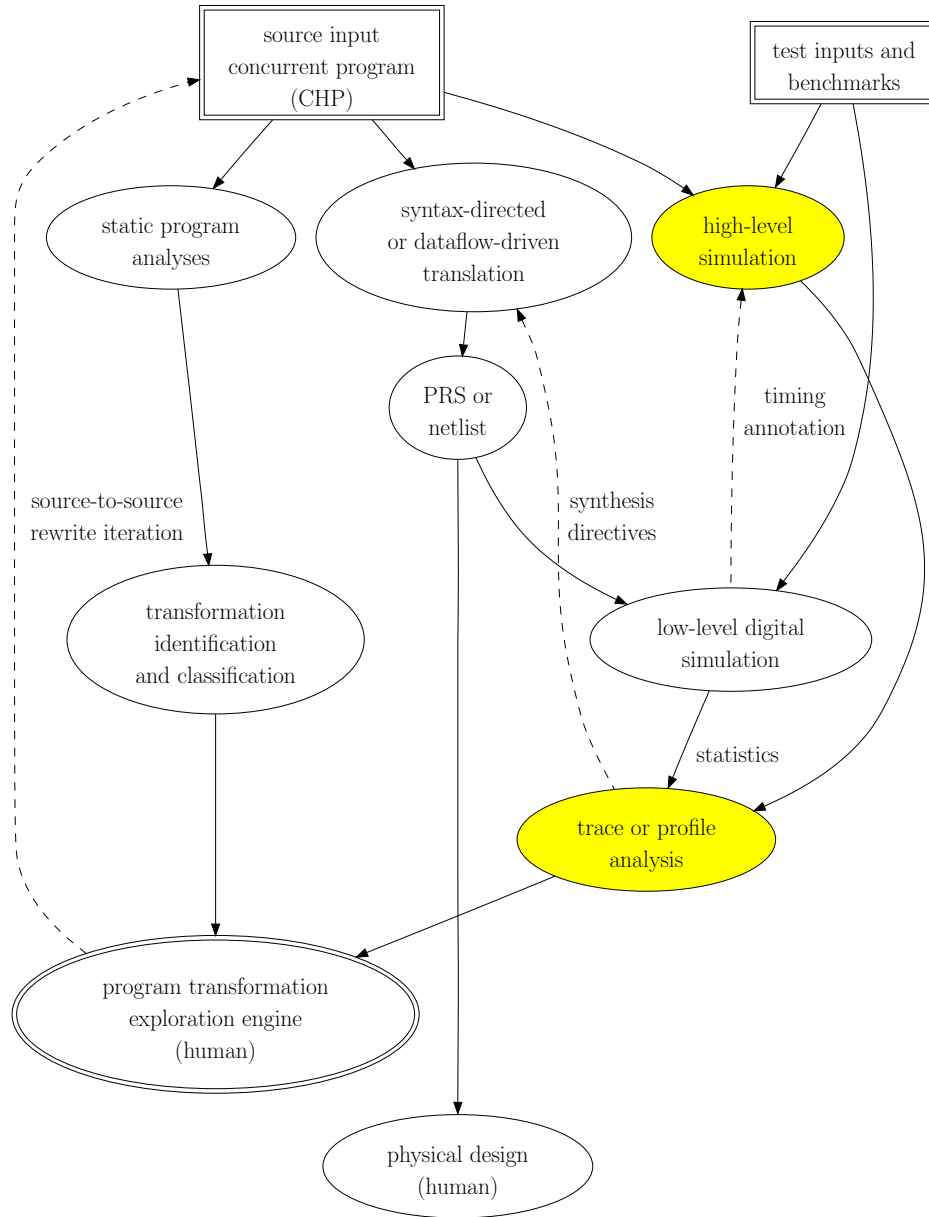 source input
concurrent program
(CHP)
test inputs and
benchmarks
static program
analyses
syntax-directed
or dataflow-driven
translation
high-level
simulation
PRS or
netlist
timing
annotation
source-to-source
rewrite iteration
synthesis
directives
transformation
identification
and classification
low-level digital
simulation
statistics
trace or profile
analysis
program transformation
exploration engine
(human)
physical design
(human)